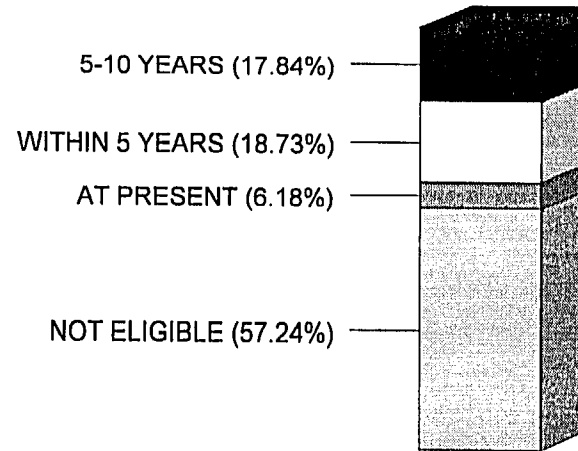 5-10 YEARS (17.84%)
WITHIN 5 YEARS (18.73%)
AT PRESENT (6.18%)
NOT ELIGIBLE (57.24%)